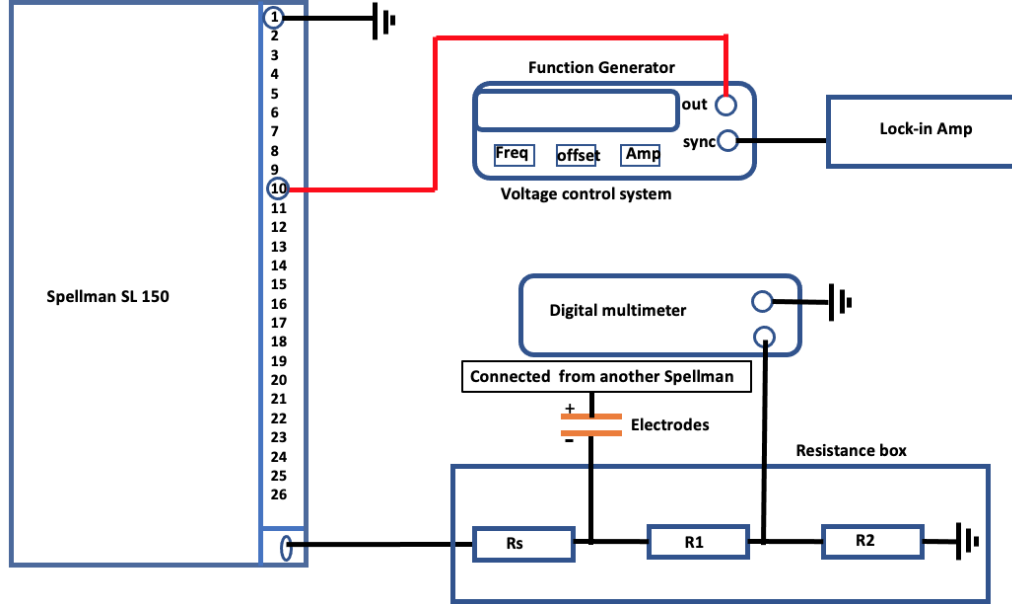 1
2
3
4
5
6
7
8
9
10
11
12
13
14
15
16
17
18
19
20
21
22
23
24
25
26
Spellman SL 150
Function Generator
out
sync
Freq
offset
Amp
Voltage control system
Lock-in Amp
Digital multimeter
Connected from another Spellman
+
Electrodes
-
Resistance box
Rs
R1
R2